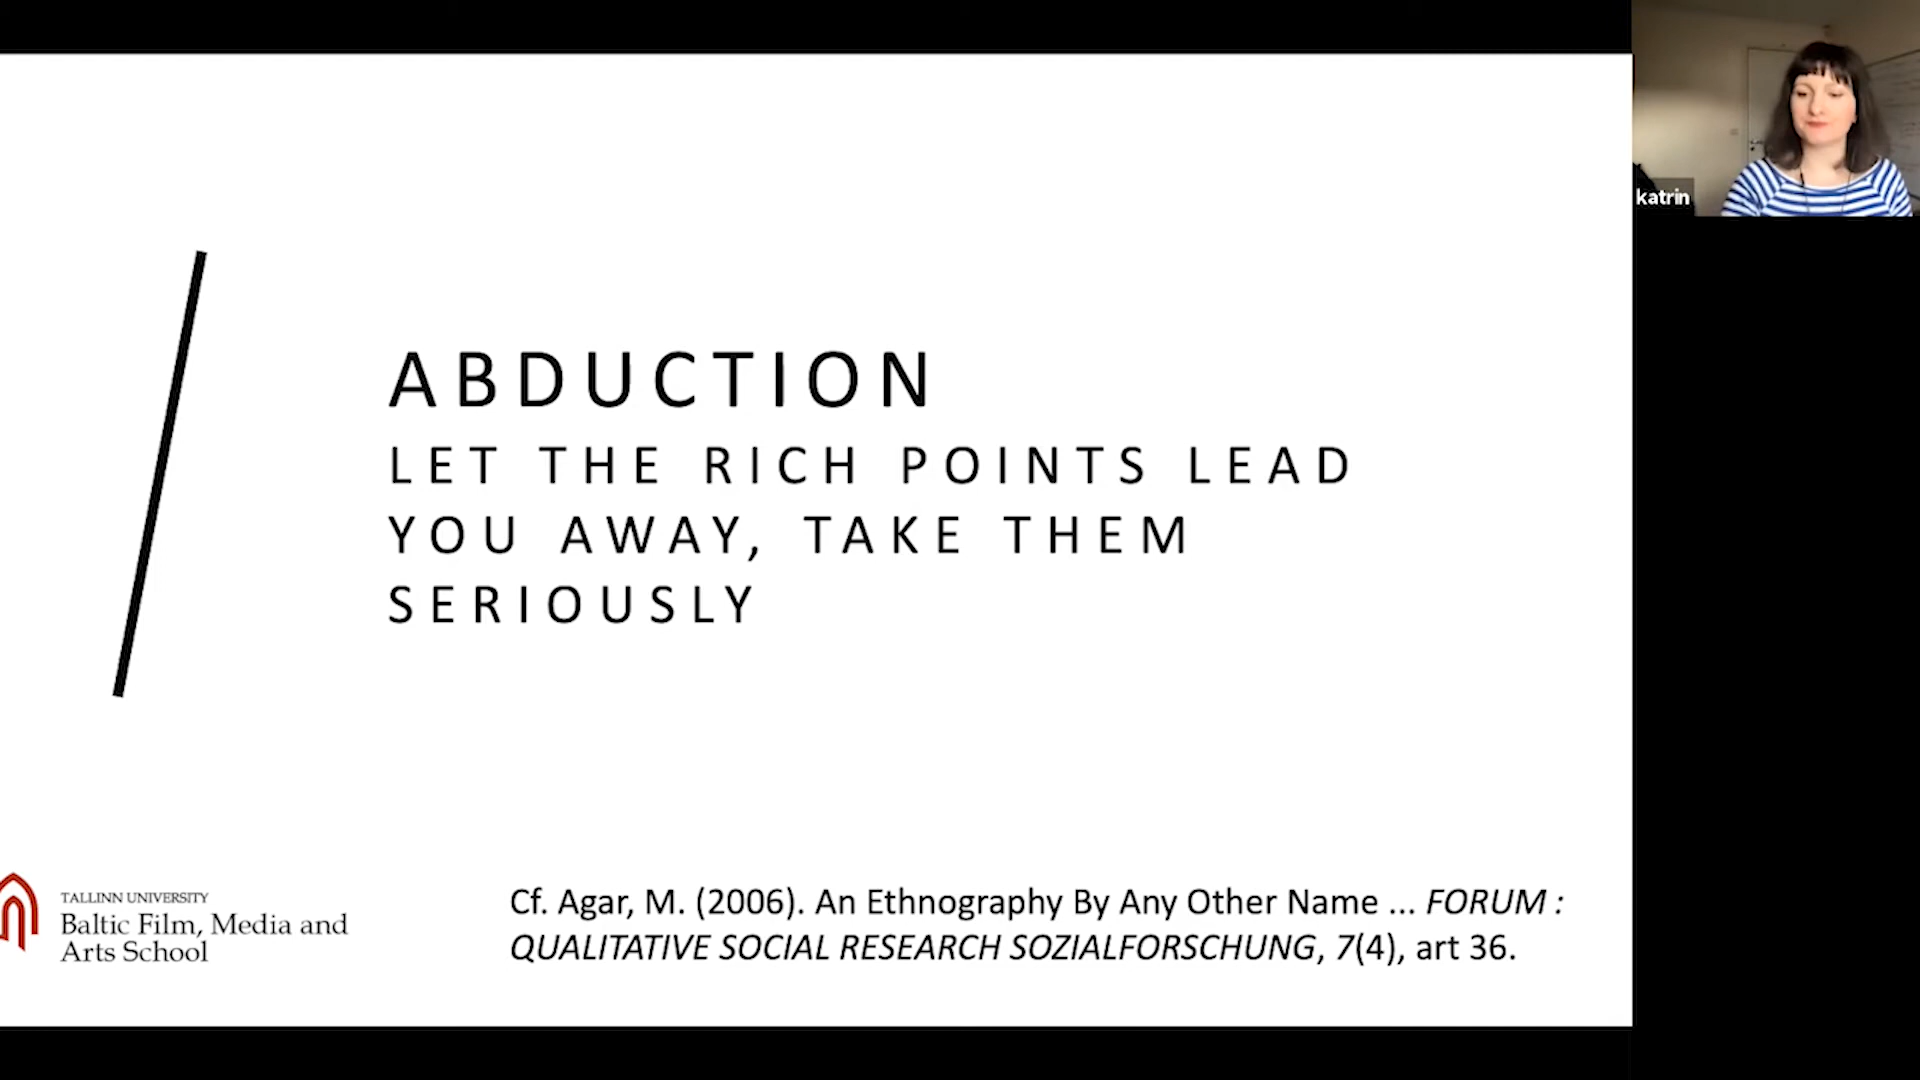 ABDUCTION
LET THE RICH POINTS LEAD
YOU AWAY, TAKE THEM
SERIOUSLY
TALLINN UNIVERSITY
Baltic Film, Media and
Arts School
Cf. Agar, M. (2006). An Ethnography By Any Other Name ... FORUM :
QUALITATIVE SOCIAL RESEARCH SOZIALFORSCHUNG, 7(4), art 36.
katrin